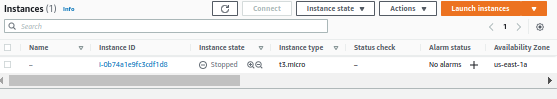 Instances (1) Info
Connect Instance state Actions Launch instances
Search
1
Name Instance ID Instance state Instance type Status check Alarm status Availability Zone
– i-0b74a1e9fc3cdf1d8 Stopped t3.micro – No alarms + us-east-1a